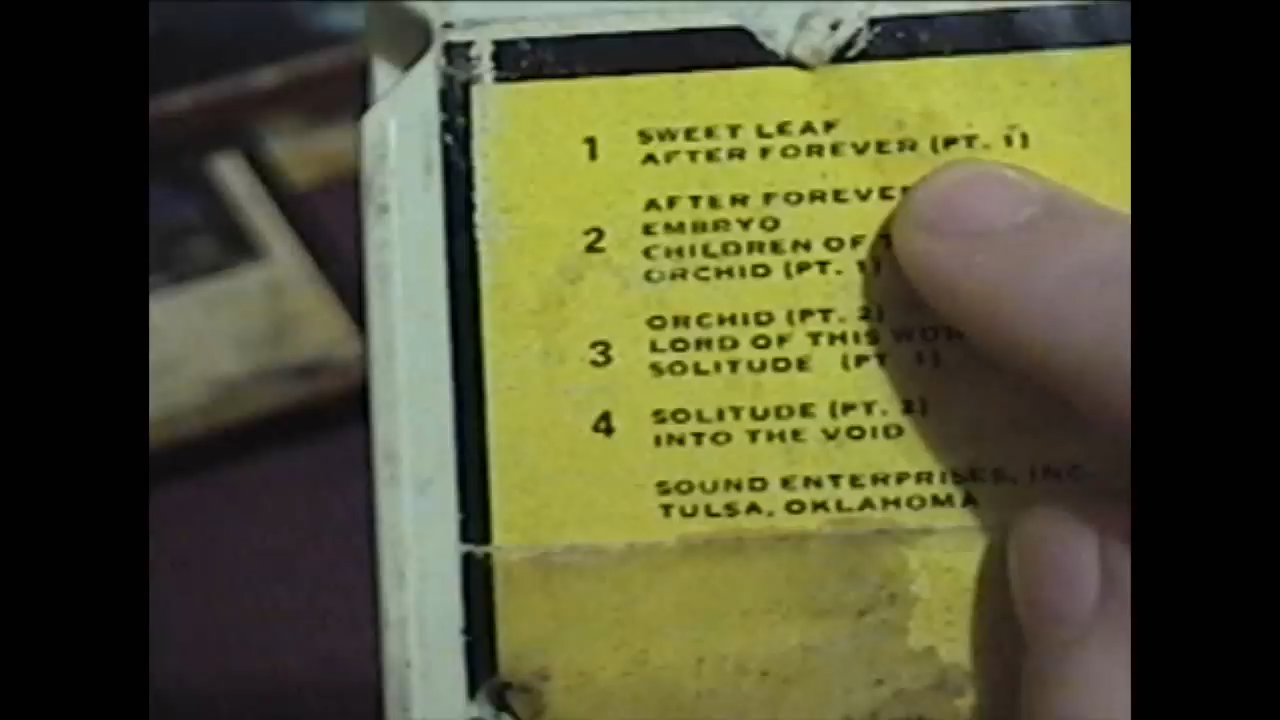 1 SWEET LEAF
AFTER FOREVER (PT. 1)
AFTER FOREVER
2 EMBRYO
CHILDREN OF
ORCHID (PT. 1)
ORCHID (PT. 2)
3 LORD OF THIS
SOLITUDE (PT. 1)
4 SOLITUDE (PT. 2)
INTO THE VOID
SOUND ENTERPRISES, INC.
TULSA, OKLAHOMA